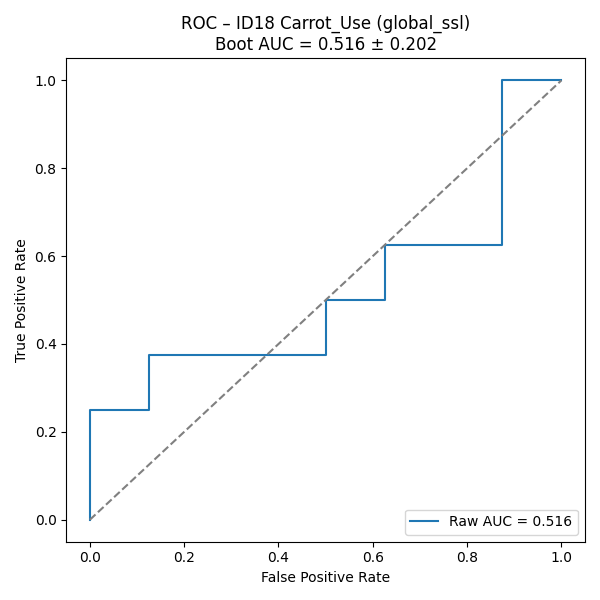 ROC – ID18 Carrot_Use (global_ssl)
Boot AUC = 0.516 ± 0.202
True Positive Rate
1.0
0.8
0.6
0.4
0.2
0.0
0.0 0.2 0.4 0.6 0.8 1.0
False Positive Rate
Raw AUC = 0.516